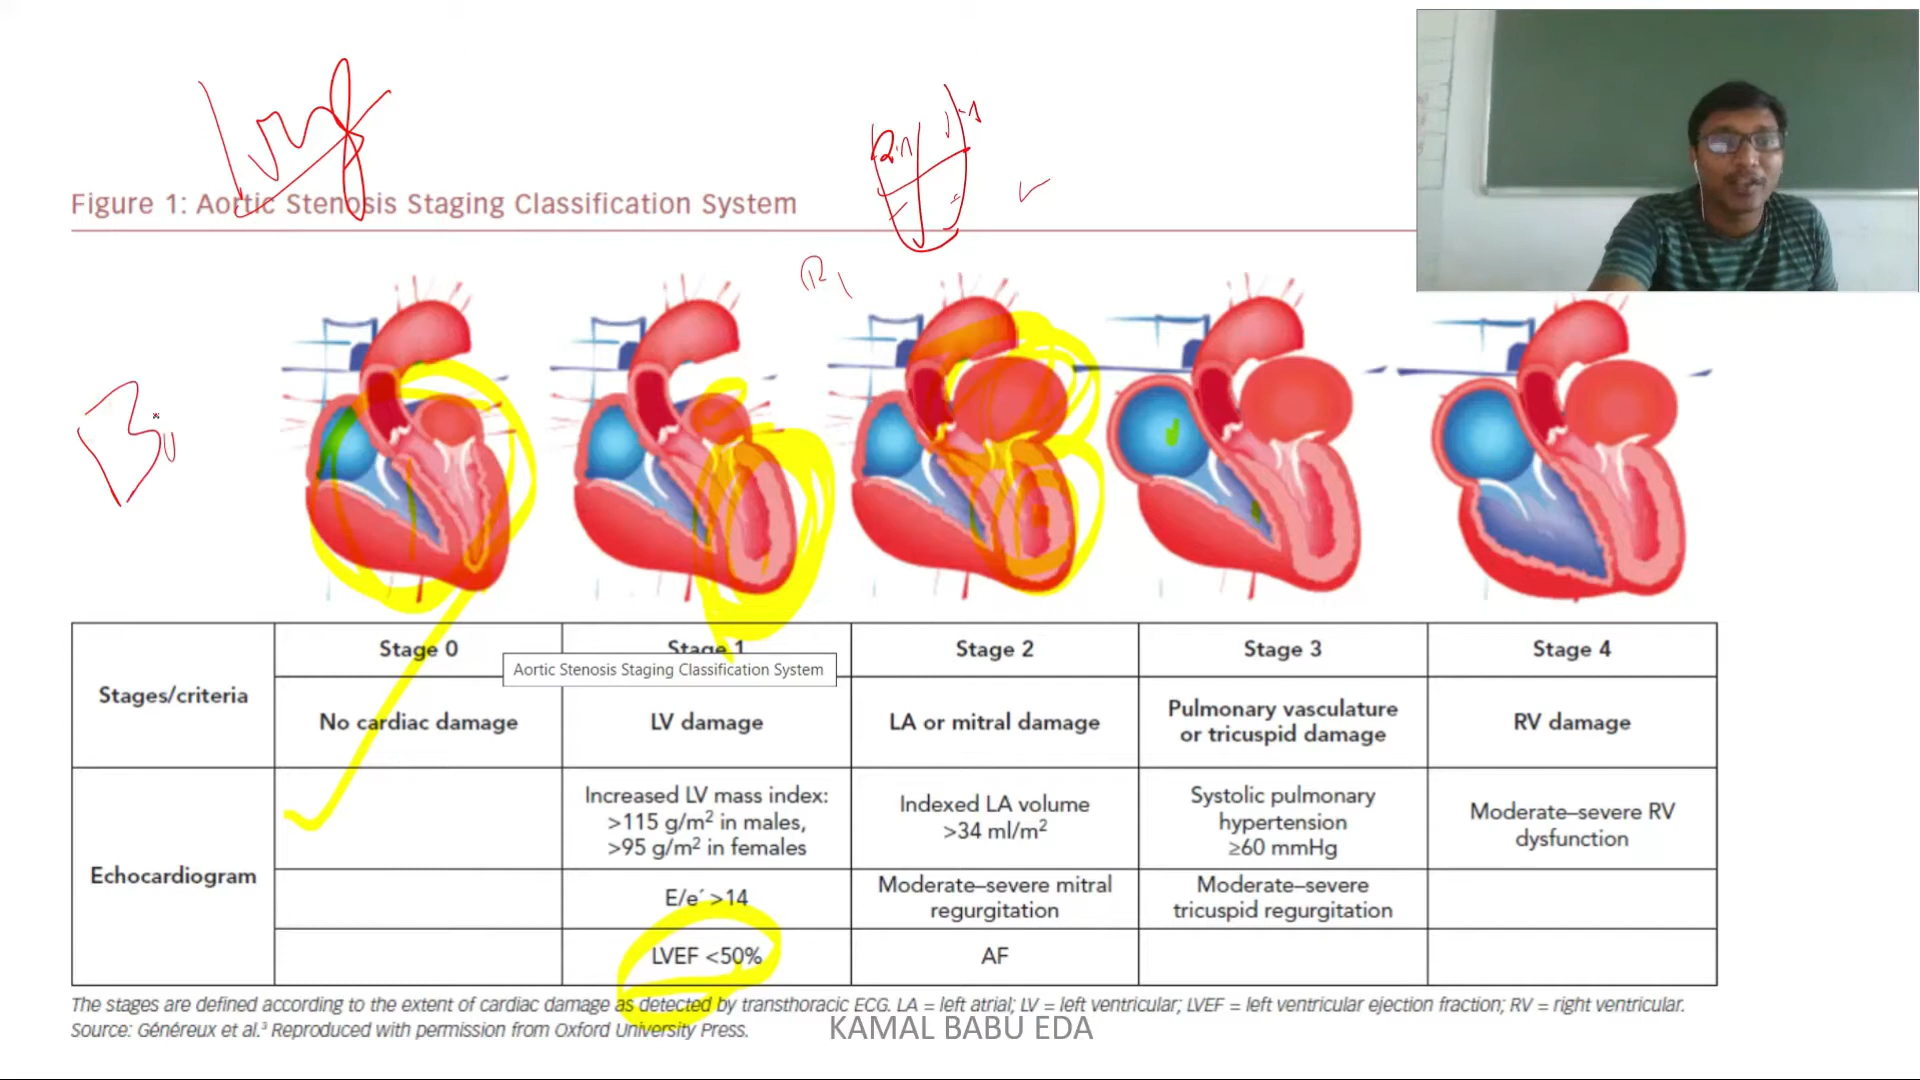 Figure 1: Aortic Stenosis Staging Classification System
Stages/criteria
Stage 0
Stage 1
Stage 2
Stage 3
Stage 4
Aortic Stenosis Staging Classification System
No cardiac damage
LV damage
LA or mitral damage
Pulmonary vasculature
or tricuspid damage
RV damage
Echocardiogram
Increased LV mass index:
>115 g/m² in males,
>95 g/m² in females
Indexed LA volume
>34 ml/m²
Systolic pulmonary
hypertension
≥60 mmHg
Moderate–severe RV
dysfunction
E/e´ >14
Moderate–severe mitral
regurgitation
Moderate–severe
tricuspid regurgitation
LVEF <50%
AF
The stages are defined according to the extent of cardiac damage as detected by transthoracic ECG. LA = left atrial; LV = left ventricular; LVEF = left ventricular ejection fraction; RV = right ventricular.
Source: Généreux et al.³ Reproduced with permission from Oxford University Press.
KAMAL BABU EDA